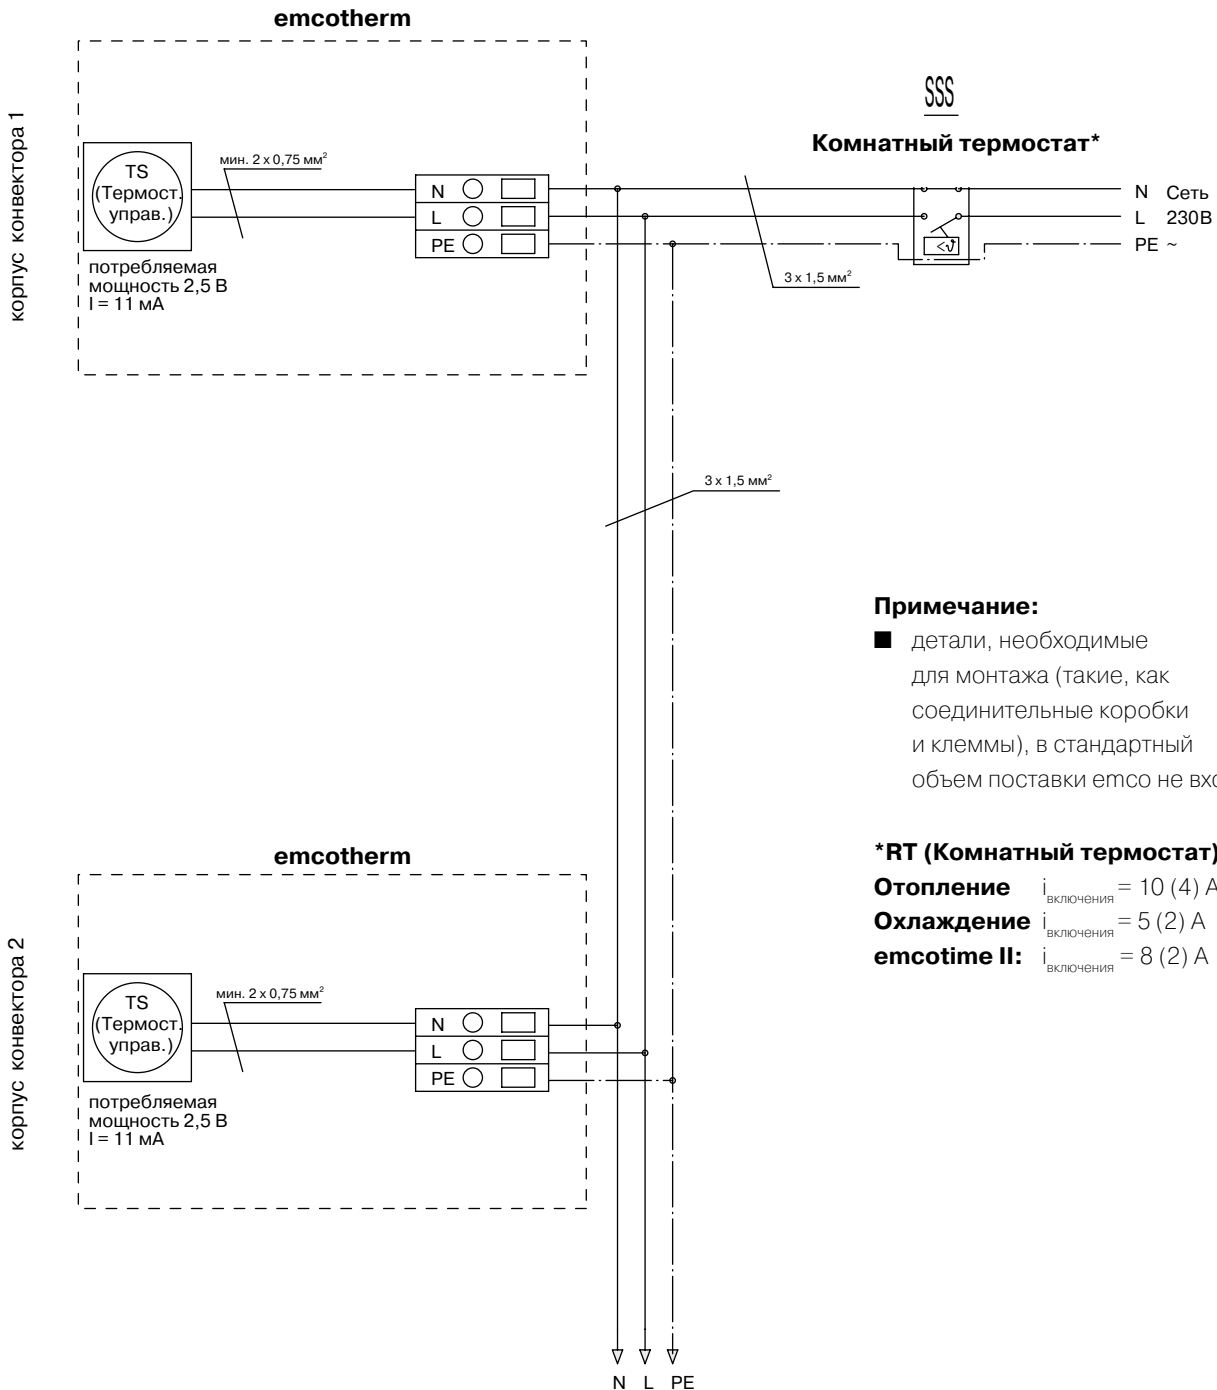 emcotherm
корпус конвектора 1
TS
(Термост.
управ.)
мин. 2 x 0,75 мм²
N
L
PE
потребляемая
мощность 2,5 В
I = 11 мА
SSS
Комнатный термостат*
N Сеть
L 230В
PE ~
<ϑ
3 x 1,5 мм²
3 x 1,5 мм²
Примечание:
■ детали, необходимые
для монтажа (такие, как
соединительные коробки
и клеммы), в стандартный
объем поставки emco не
*RT (Комнатный термостат)
Отопление iвключения = 10 (4) A
Охлаждение iвключения = 5 (2) A
emcotime II: iвключения = 8 (2) A
emcotherm
корпус конвектора 2
TS
(Термост.
управ.)
мин. 2 x 0,75 мм²
N
L
PE
потребляемая
мощность 2,5 В
I = 11 мА
N L PE